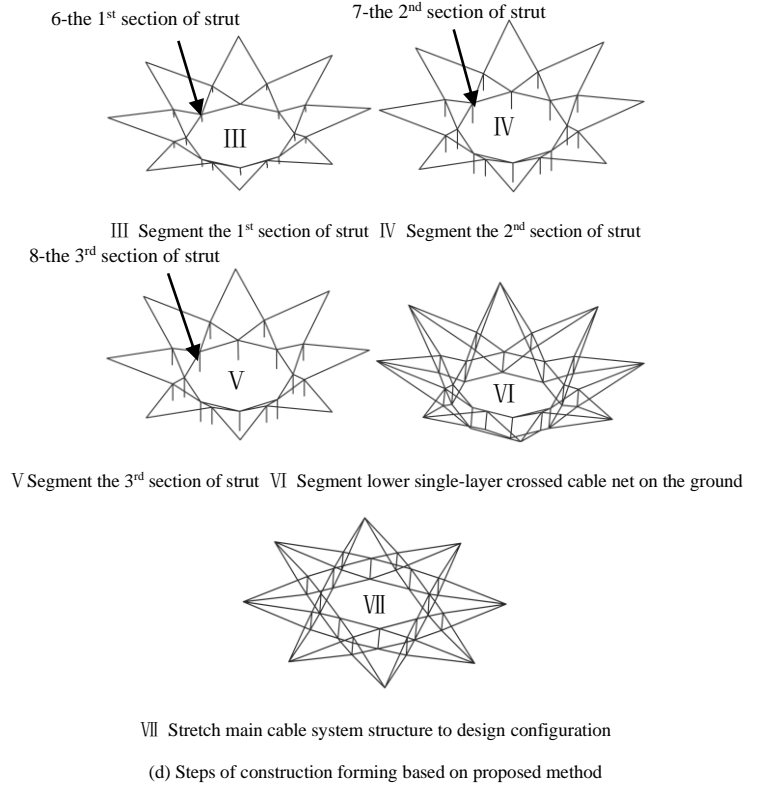 6-the 1st section of strut 7-the 2nd section of strut
Ⅲ Ⅳ
Ⅲ Segment the 1st section of strut Ⅳ Segment the 2nd section of strut
8-the 3rd section of strut
Ⅴ Ⅵ
Ⅴ Segment the 3rd section of strut Ⅵ Segment lower single-layer crossed cable net on the ground
Ⅶ
Ⅶ Stretch main cable system structure to design configuration
(d) Steps of construction forming based on proposed method